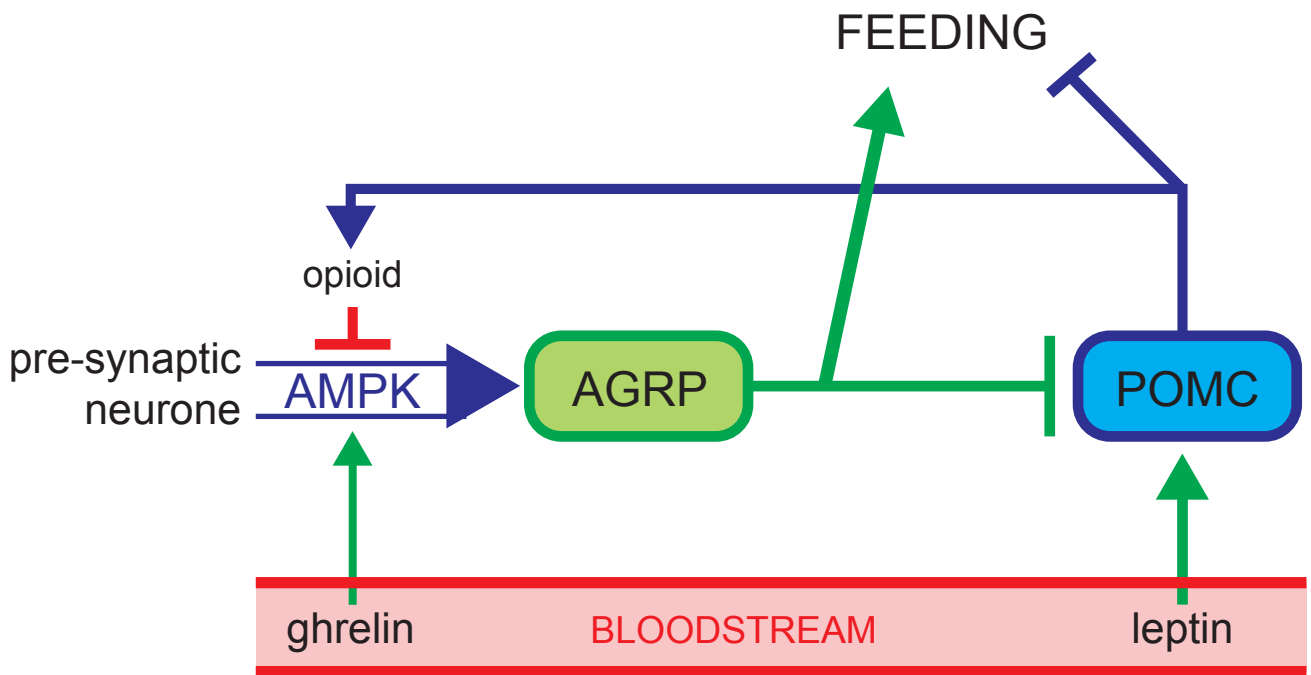 FEEDING
opioid
pre-synaptic
neurone
AMPK
AGRP
POMC
ghrelin
BLOODSTREAM
leptin